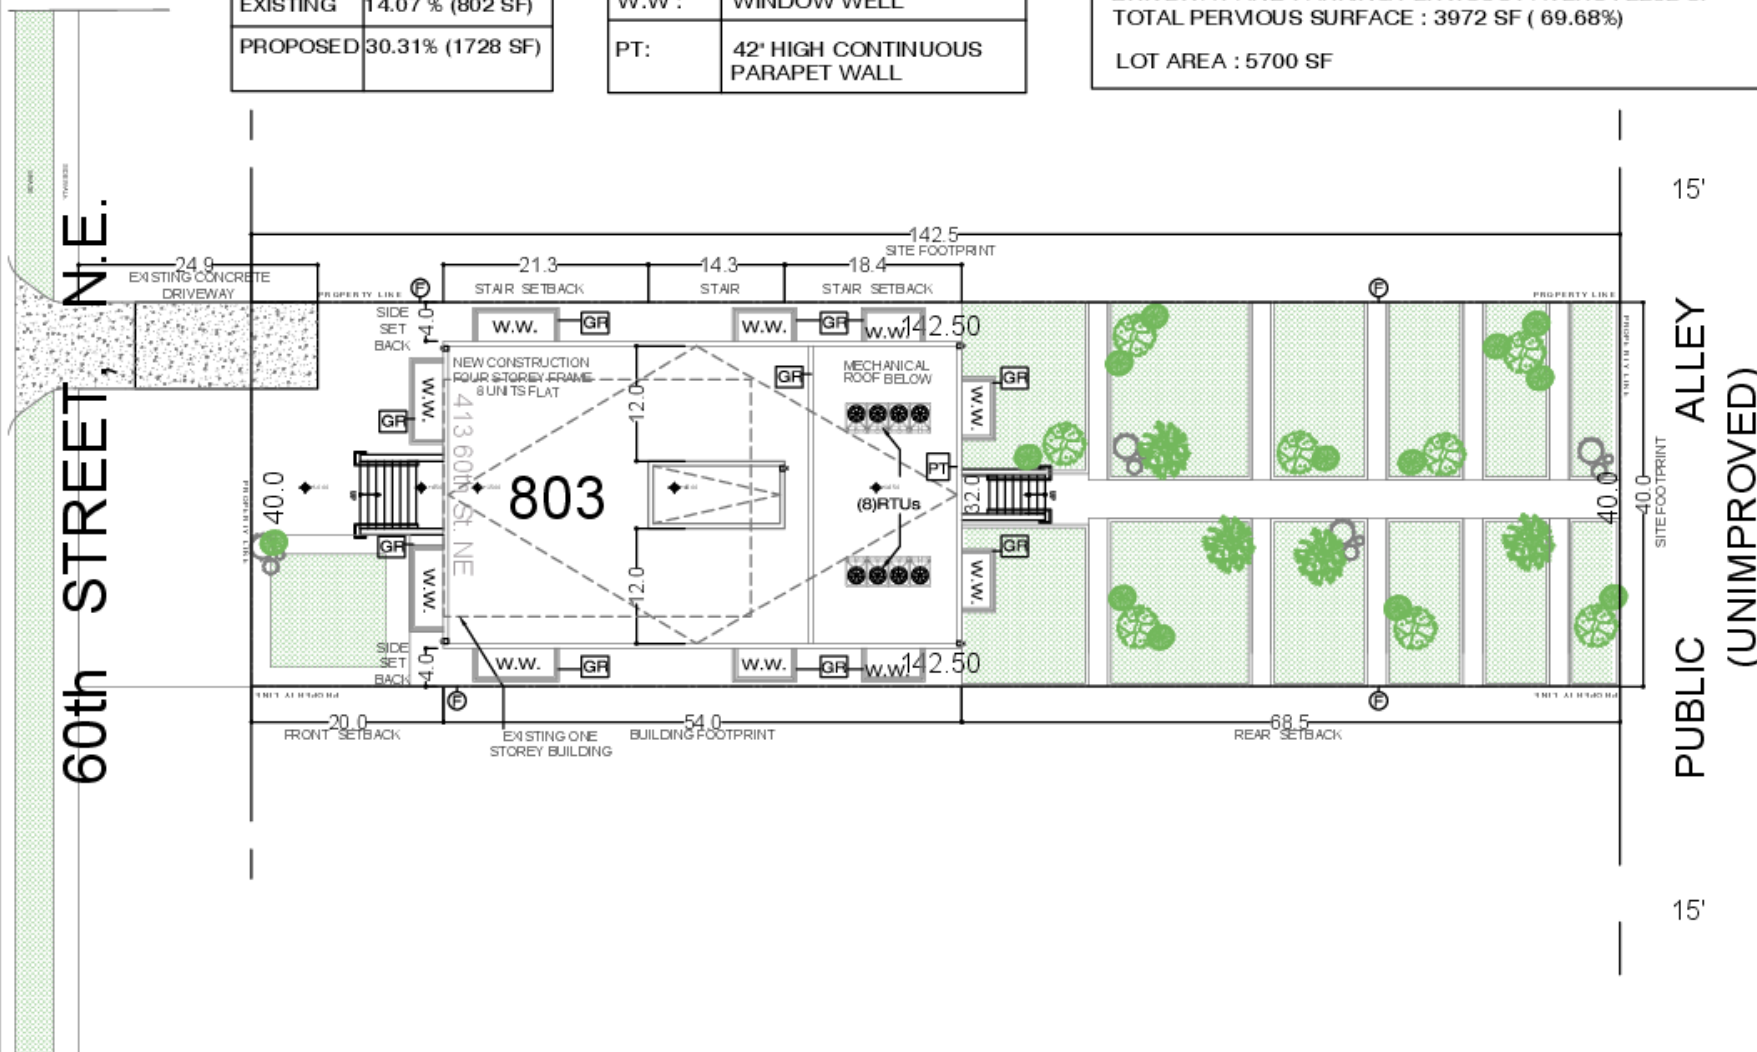 EXISTING 14.07 % (802 SF)
PROPOSED 30.31% (1728 SF)
W.W : WINDOW WELL
PT: 42" HIGH CONTINUOUS
PARAPET WALL
TOTAL PERVIOUS SURFACE : 3972 SF ( 69.68%)
LOT AREA : 5700 SF
15'
142.5
SITE FOOTPRINT
24.9
EXISTING CONCRETE
DRIVEWAY
21.3
STAIR SETBACK
14.3
STAIR
18.4
STAIR SETBACK
PROPERTY LINE
F
F
PROPERTY LINE
SIDE
SET
BACK
4.0
W.W.
GR
W.W.
GR
W.W.
142.50
NEW CONSTRUCTION
FOUR STOREY FRAME
8 UNITS FLAT
MECHANICAL
ROOF BELOW
GR
W.W.
GR
W.W.
GR
12.0
413 60th St. NE
803
PT
(8)RTUs
40.0
UP
32.0
UP
40.0
40.0
SITE FOOTPRINT
PROPERTY LINE
PROPERTY LINE
GR
W.W.
12.0
W.W.
GR
SIDE
SET
BACK
4.0
W.W.
GR
W.W.
GR
W.W.
142.50
PROPERTY LINE
F
F
PROPERTY LINE
20.0
FRONT SETBACK
54.0
BUILDING FOOTPRINT
EXISTING ONE
STOREY BUILDING
68.5
REAR SETBACK
60th STREET , N.E.
PUBLIC ALLEY
(UNIMPROVED)
15'